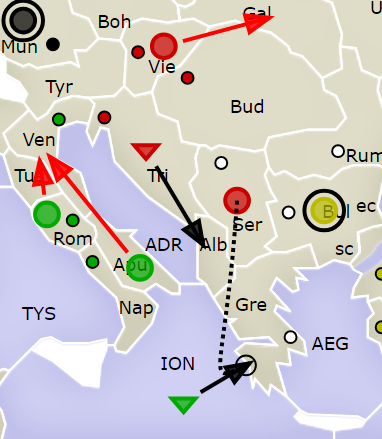 Boh
Gal
U
Mun
Vie
Tyr
Bud
Ven
Rum
Tus
Tri
Bul
ec
Ser
Rom
ADR
Alb
sc
Apu
Nap
Gre
TYS
AEG
ION